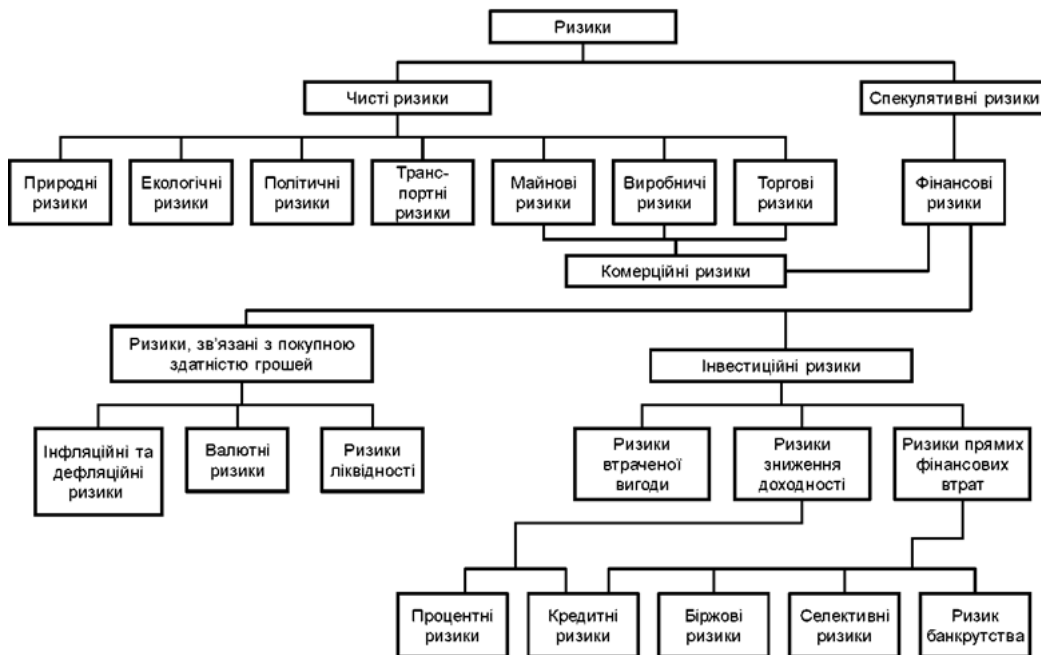 Ризики
Чисті ризики
Спекулятивні ризики
Природні
ризики
Екологічні
ризики
Політичні
ризики
Транс-
портні
ризики
Майнові
ризики
Виробничі
ризики
Торгові
ризики
Фінансові
ризики
Комерційні ризики
Ризики, зв’язані з покупною
здатністю грошей
Інвестиційні ризики
Інфляційні та
дефляційні
ризики
Валютні
ризики
Ризики
ліквідності
Ризики
втраченої
вигоди
Ризики
зниження
доходності
Ризики прямих
фінансових
втрат
Процентні
ризики
Кредитні
ризики
Біржові
ризики
Селективні
ризики
Ризик
банкрутства